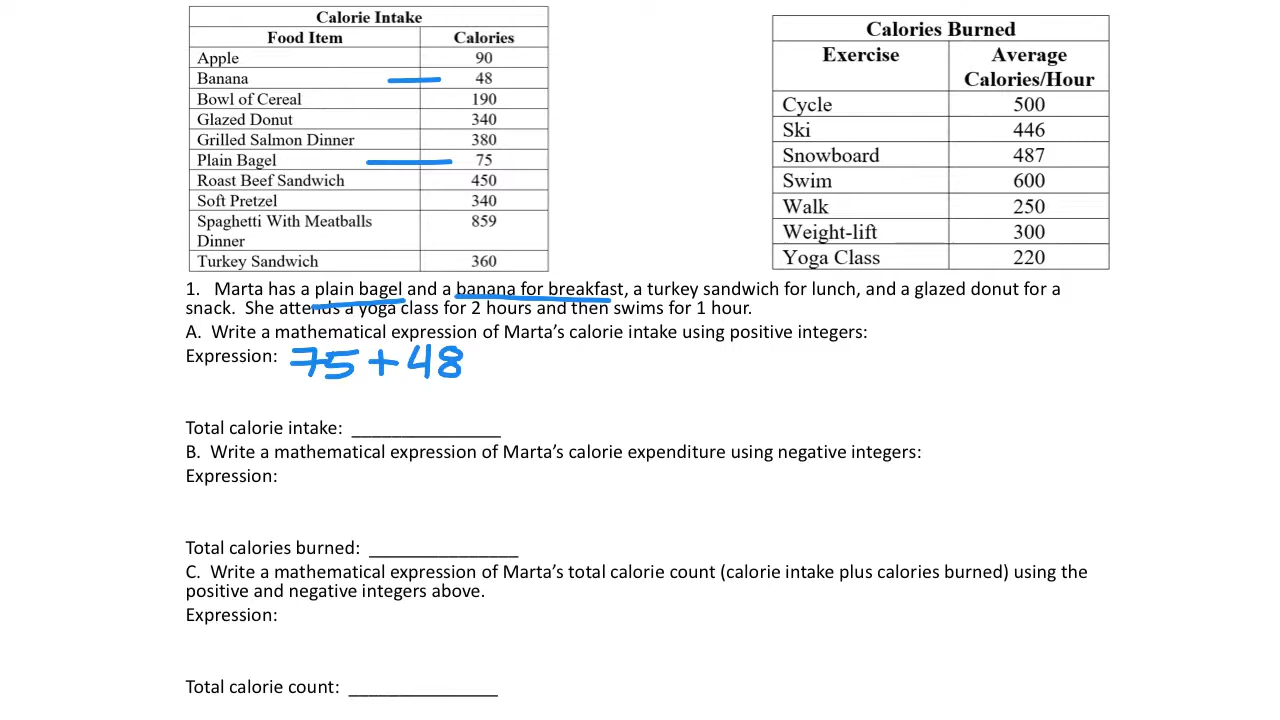 Calorie Intake
Food Item Calories
Apple 90
Banana 48
Bowl of Cereal 190
Glazed Donut 340
Grilled Salmon Dinner 380
Plain Bagel 75
Roast Beef Sandwich 450
Soft Pretzel 340
Spaghetti With Meatballs 859
Dinner
Turkey Sandwich 360
Calories Burned
Exercise Average
Calories/Hour
Cycle 500
Ski 446
Snowboard 487
Swim 600
Walk 250
Weight-lift 300
Yoga Class 220
1. Marta has a plain bagel and a banana for breakfast, a turkey sandwich for lunch, and a glazed donut for a
snack. She attends a yoga class for 2 hours and then swims for 1 hour.
A. Write a mathematical expression of Marta's calorie intake using positive integers:
Expression: 75 + 48
Total calorie intake: _______________
B. Write a mathematical expression of Marta's calorie expenditure using negative integers:
Expression:
Total calories burned: _______________
C. Write a mathematical expression of Marta's total calorie count (calorie intake plus calories burned) using the
positive and negative integers above.
Expression:
Total calorie count: _______________